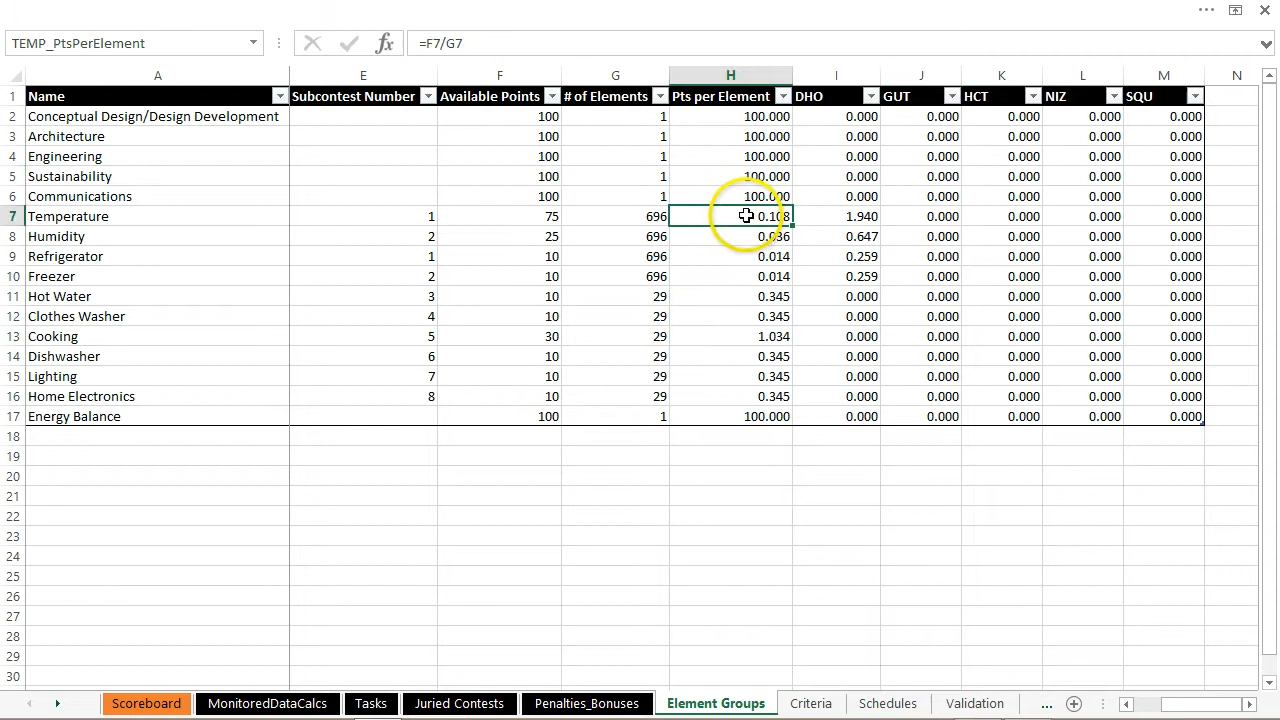 TEMP_PtsPerElement fx =F7/G7
A E F G H I J K L M N
1 Name Subcontest Number Available Points # of Elements Pts per Element DHO GUT HCT NIZ SQU
2 Conceptual Design/Design Development 100 1 100.000 0.000 0.000 0.000 0.000 0.000
3 Architecture 100 1 100.000 0.000 0.000 0.000 0.000 0.000
4 Engineering 100 1 100.000 0.000 0.000 0.000 0.000 0.000
5 Sustainability 100 1 100.000 0.000 0.000 0.000 0.000 0.000
6 Communications 100 1 100.000 0.000 0.000 0.000 0.000 0.000
7 Temperature 1 75 696 0.108 1.940 0.000 0.000 0.000 0.000
8 Humidity 2 25 696 0.036 0.647 0.000 0.000 0.000 0.000
9 Refrigerator 1 10 696 0.014 0.259 0.000 0.000 0.000 0.000
10 Freezer 2 10 696 0.014 0.259 0.000 0.000 0.000 0.000
11 Hot Water 3 10 29 0.345 0.000 0.000 0.000 0.000 0.000
12 Clothes Washer 4 10 29 0.345 0.000 0.000 0.000 0.000 0.000
13 Cooking 5 30 29 1.034 0.000 0.000 0.000 0.000 0.000
14 Dishwasher 6 10 29 0.345 0.000 0.000 0.000 0.000 0.000
15 Lighting 7 10 29 0.345 0.000 0.000 0.000 0.000 0.000
16 Home Electronics 8 10 29 0.345 0.000 0.000 0.000 0.000 0.000
17 Energy Balance 100 1 100.000 0.000 0.000 0.000 0.000 0.000
18
19
20
21
22
23
24
25
26
27
28
29
30
Scoreboard MonitoredDataCalcs Tasks Juried Contests Penalties_Bonuses Element Groups Criteria Schedules Validation ...